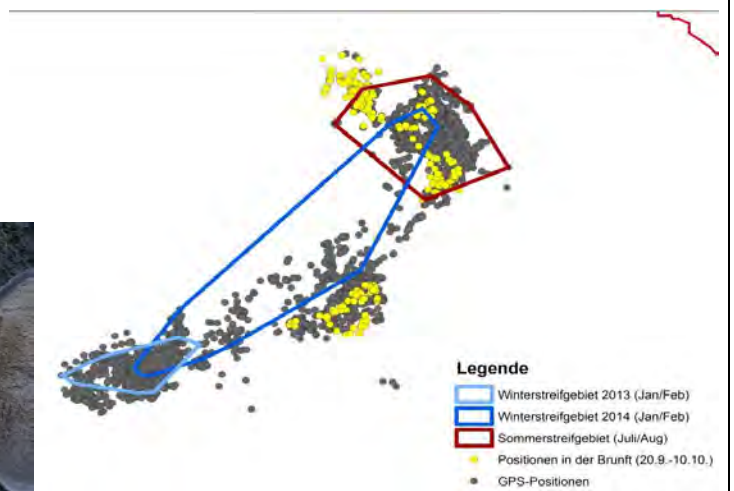 Legende
Winterstreifgebiet 2013 (Jan/Feb)
Winterstreifgebiet 2014 (Jan/Feb)
Sommerstreifgebiet (Juli/Aug)
Positionen in der Brunft (20.9.-10.10.)
GPS-Positionen